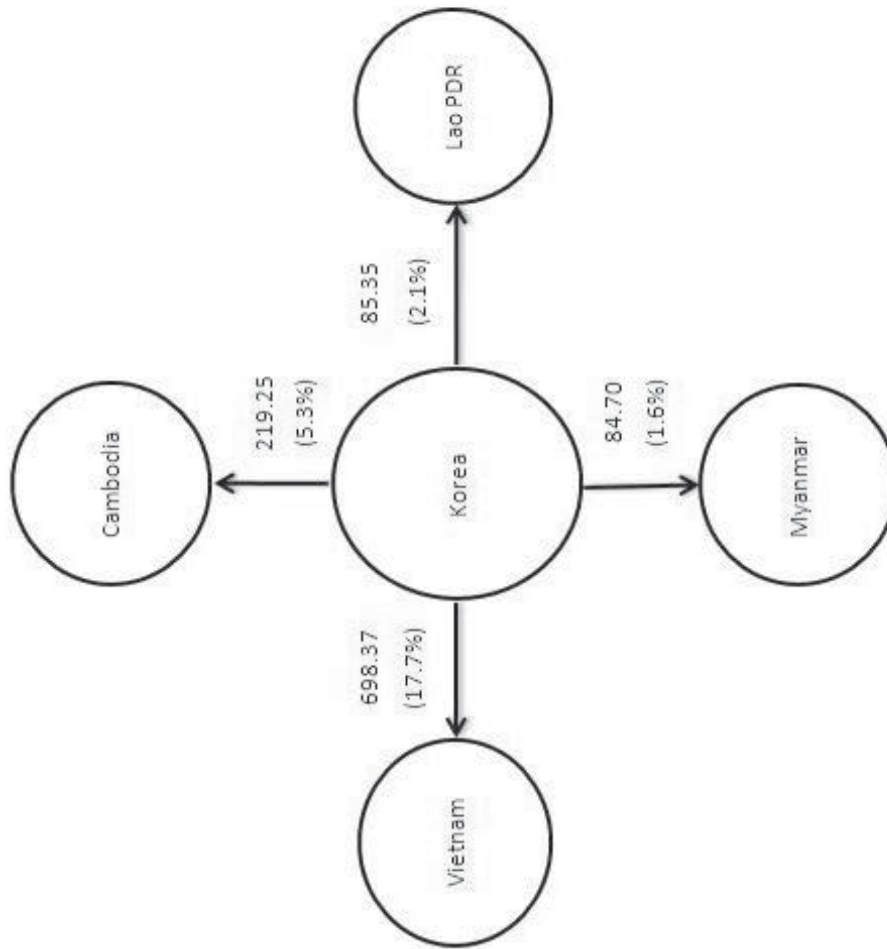 Lao PDR
85.35
(2.1%)
Cambodia
219.25
(5.3%)
Korea
84.70
(1.6%)
Myanmar
698.37
(17.7%)
Vietnam